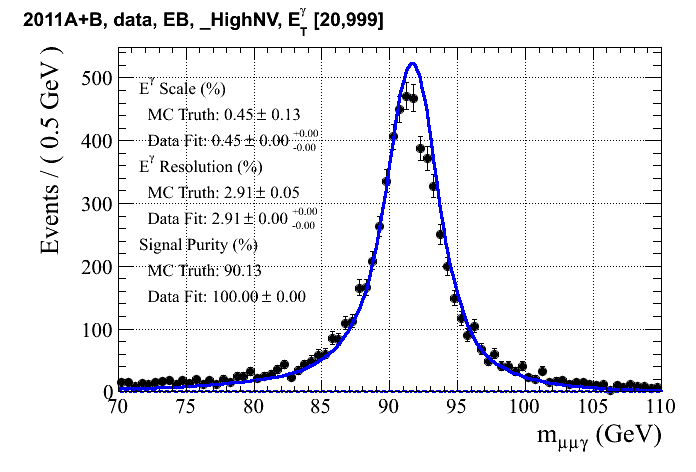 2011A+B, data, EB, _HighNV, E_T^γ [20,999]
Events / ( 0.5 GeV )
500
400
300
200
100
0
E^γ Scale (%)
MC Truth: 0.45 ± 0.13
Data Fit: 0.45 ± 0.00 +0.00 -0.00
E^γ Resolution (%)
MC Truth: 2.91 ± 0.05
Data Fit: 2.91 ± 0.00 +0.00 -0.00
Signal Purity (%)
MC Truth: 90.13
Data Fit: 100.00 ± 0.00
70 75 80 85 90 95 100 105 110
m_μμγ (GeV)